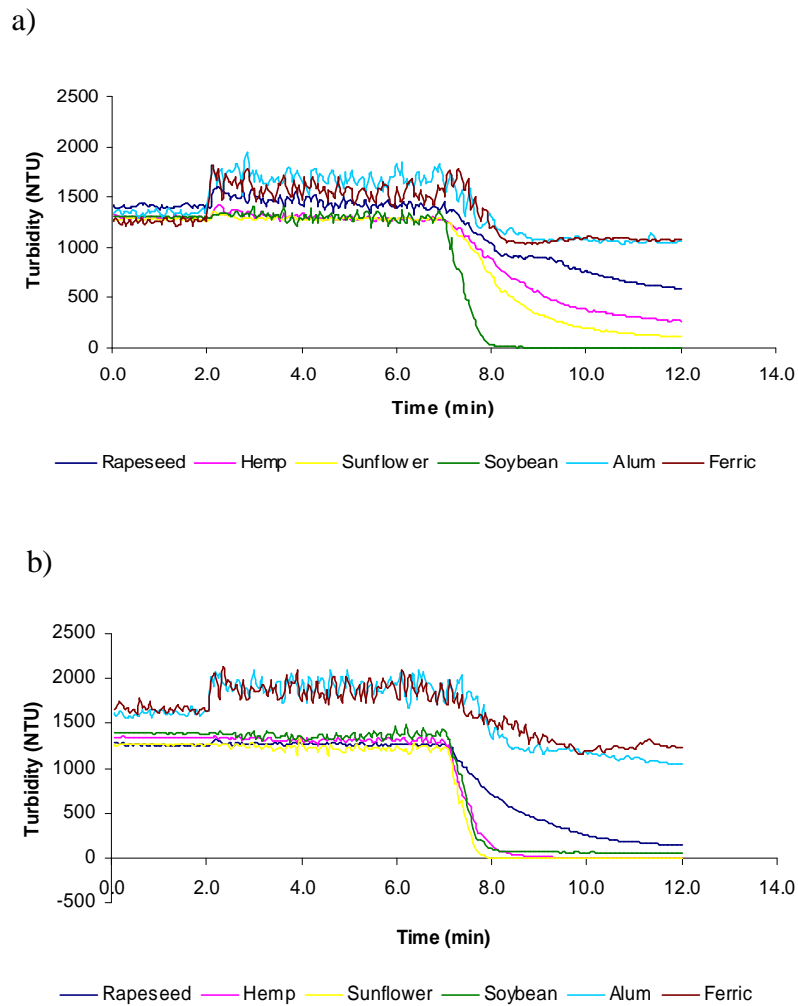 a)
2500
2000
1500
1000
500
0
Turbidity (NTU)
0.0 2.0 4.0 6.0 8.0 10.0 12.0 14.0
Time (min)
Rapeseed Hemp Sunflower Soybean Alum Ferric
b)
2500
2000
1500
1000
500
0
-500
Turbidity (NTU)
0.0 2.0 4.0 6.0 8.0 10.0 12.0 14.0
Time (min)
Rapeseed Hemp Sunflower Soybean Alum Ferric